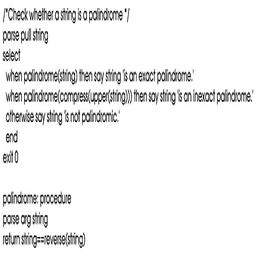 /*Check whether a string is a palindrome */
parse pull string
select
when palindrome(string) then say string 'is an exact palindrome.'
when palindrome(compress(upper(string))) then say string 'is an inexact palindrome.'
otherwise say string 'is not palindromic.'
end
exit 0
palindrome: procedure
parse arg string
return string==reverse(string)